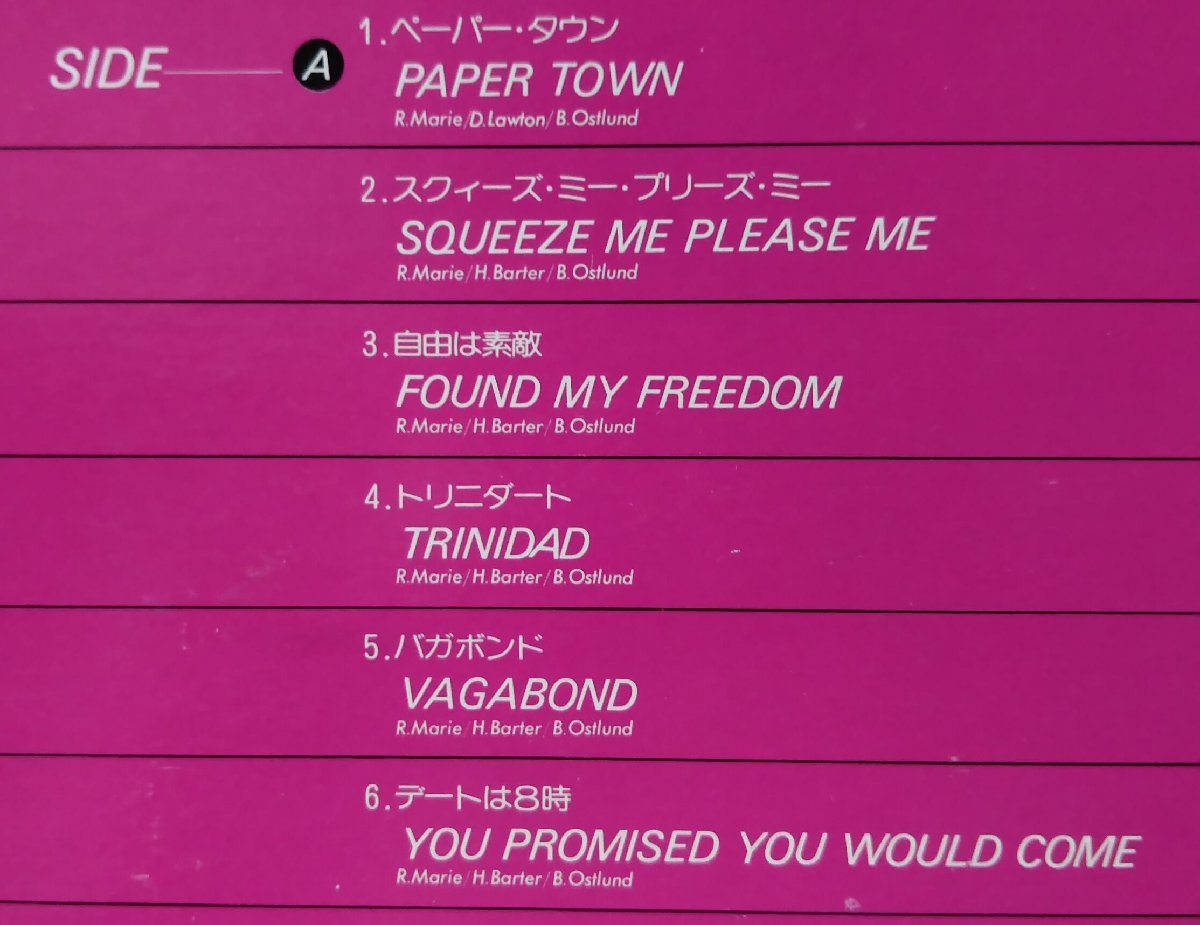 SIDE A
1.ペーパー・タウン
PAPER TOWN
R.Marie/D.Lawton/B.Ostlund
2.スクィーズ・ミー・プリーズ・ミー
SQUEEZE ME PLEASE ME
R.Marie/H.Barter/B.Ostlund
3.自由は素敵
FOUND MY FREEDOM
R.Marie/H.Barter/B.Ostlund
4.トリニダート
TRINIDAD
R.Marie/H.Barter/B.Ostlund
5.バガボンド
VAGABOND
R.Marie/H.Barter/B.Ostlund
6.デートは8時
YOU PROMISED YOU WOULD COME
R.Marie/H.Barter/B.Ostlund